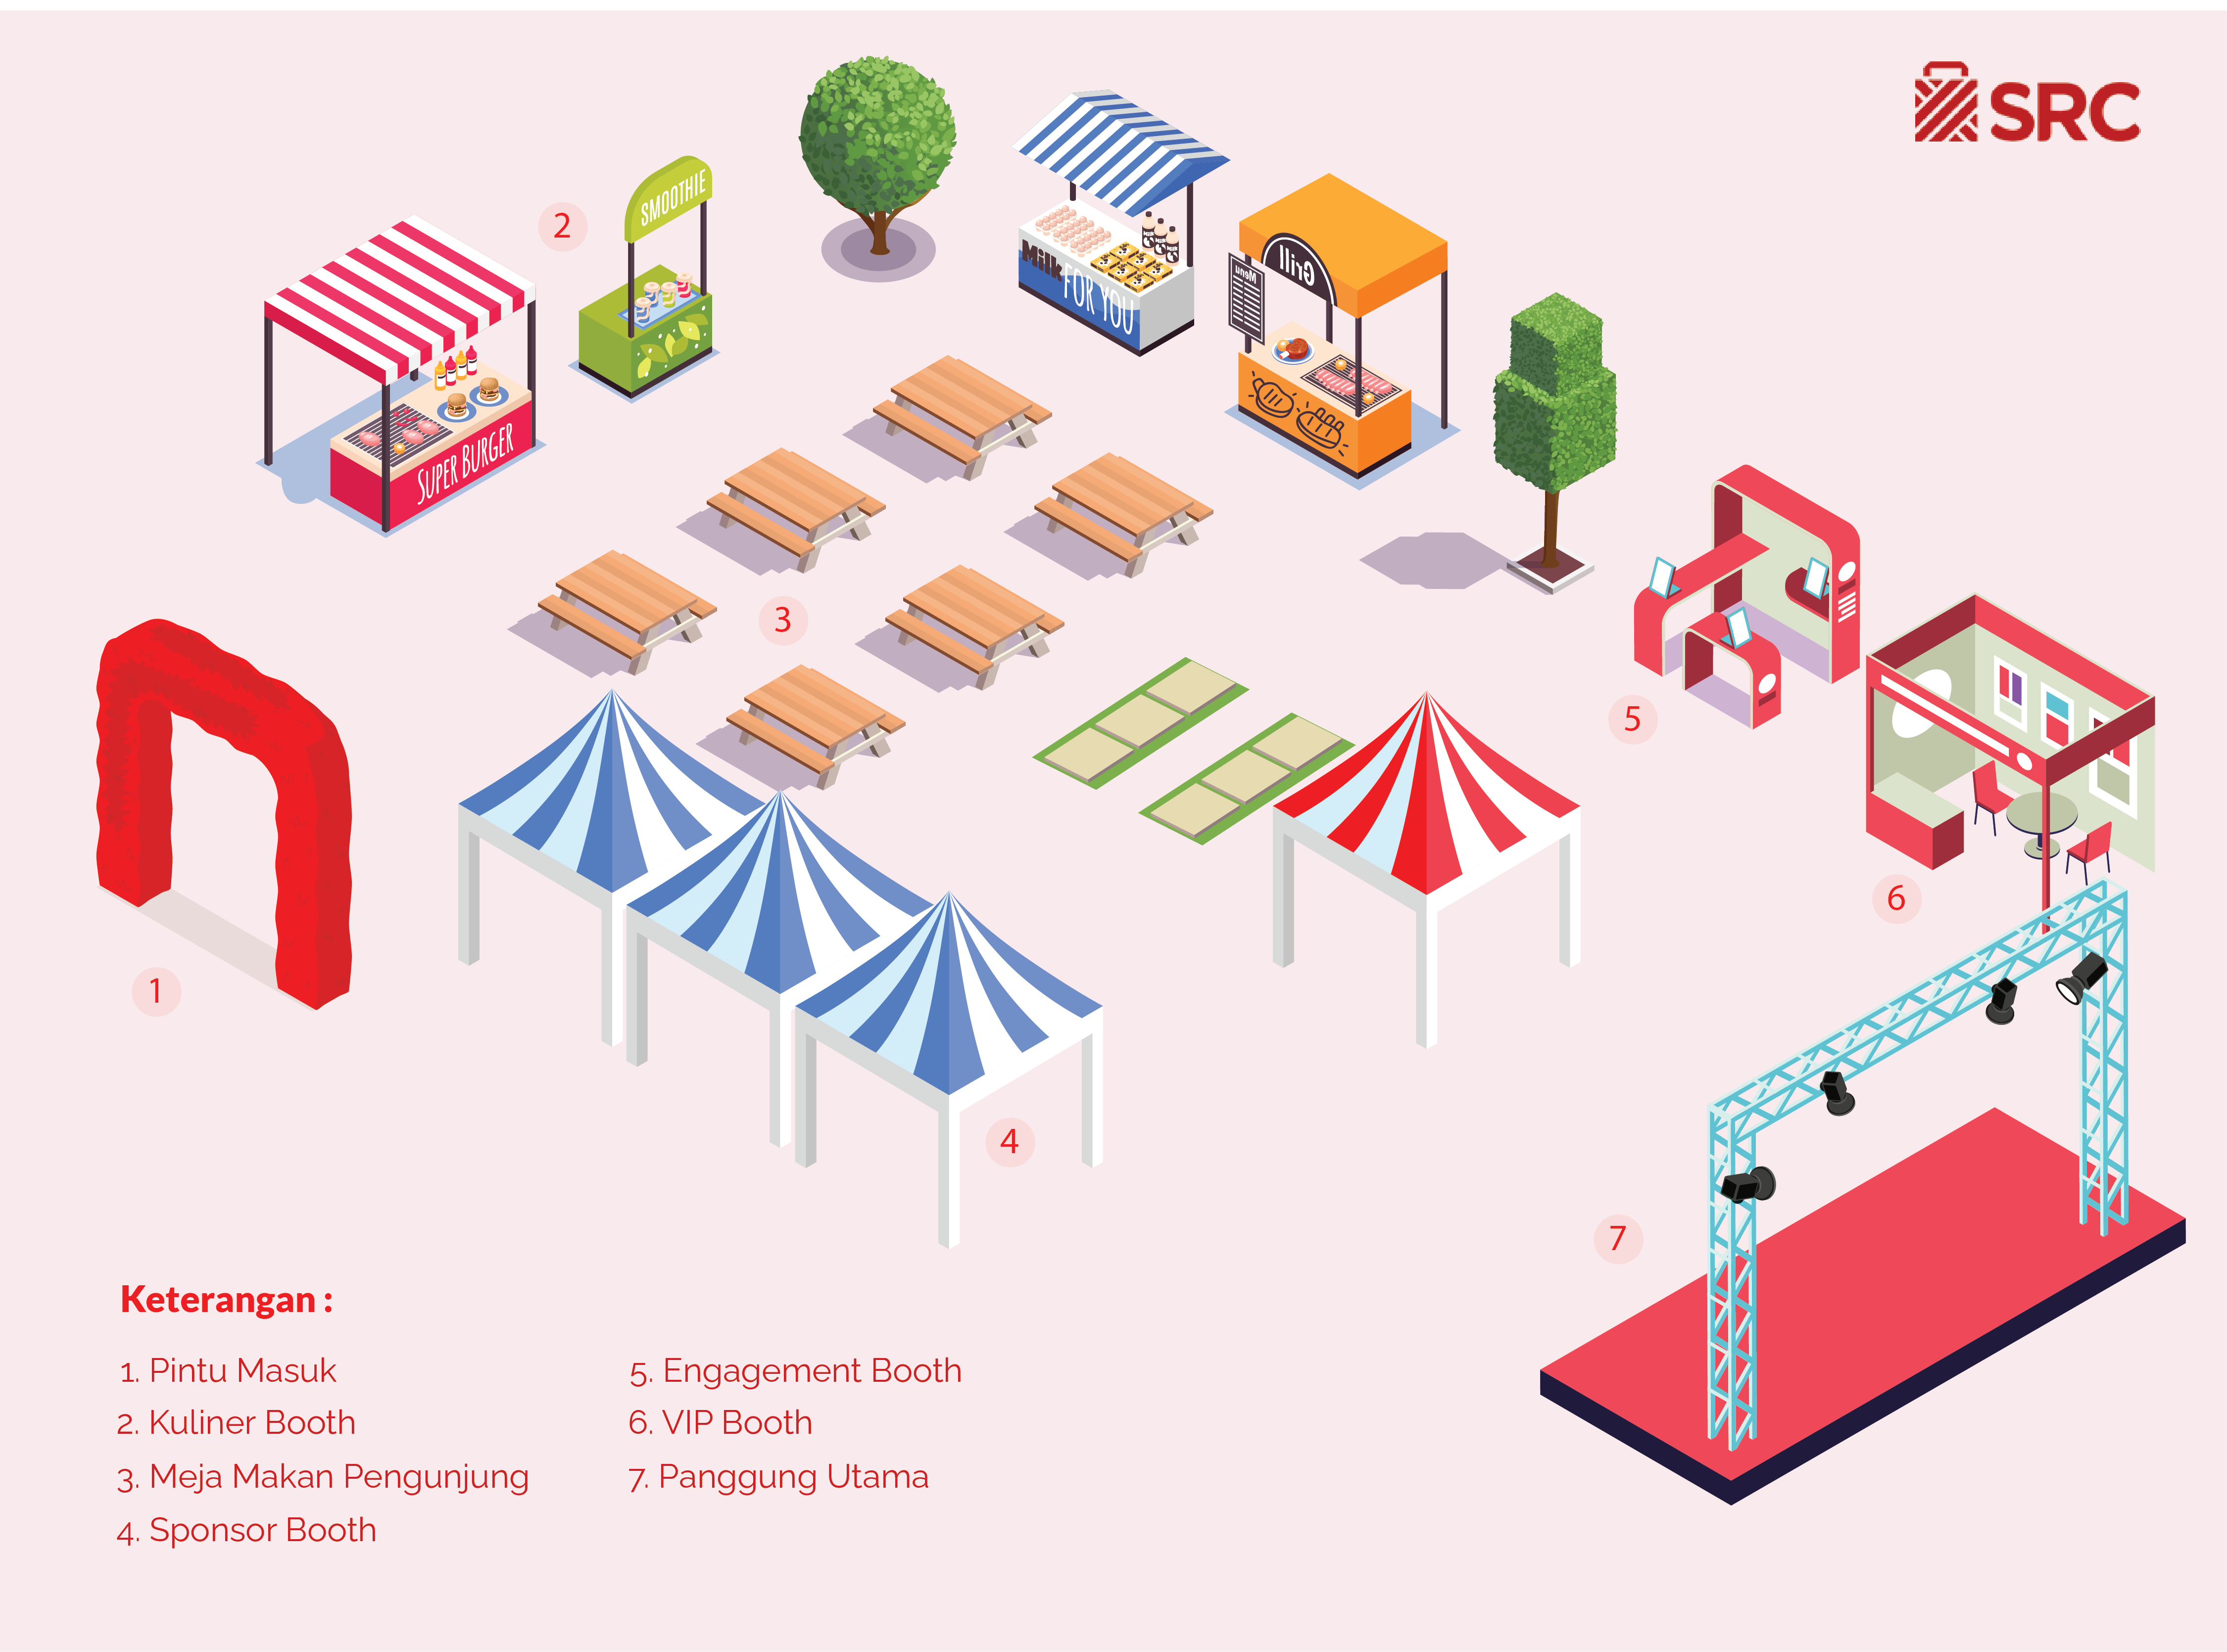 SRC
SMOOTHIE
2
Milk
FOR YOU
Grill
Menu
SUPER BURGER
3
5
6
1
4
7
Keterangan :
1. Pintu Masuk
2. Kuliner Booth
3. Meja Makan Pengunjung
4. Sponsor Booth
5. Engagement Booth
6. VIP Booth
7. Panggung Utama